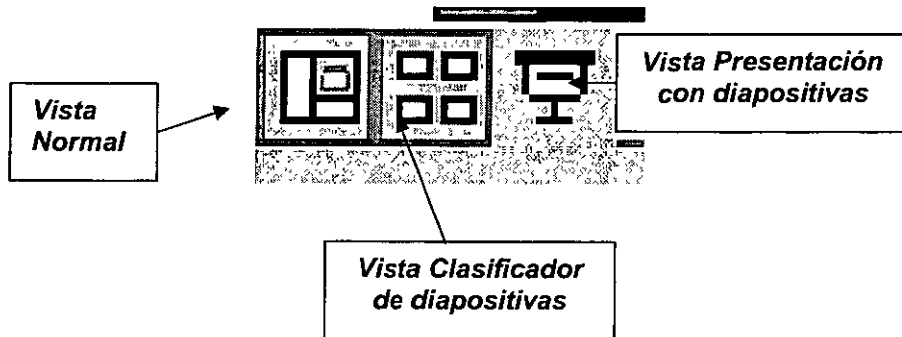 Vista
Normal
Vista Presentación
con diapositivas
Vista Clasificador
de diapositivas